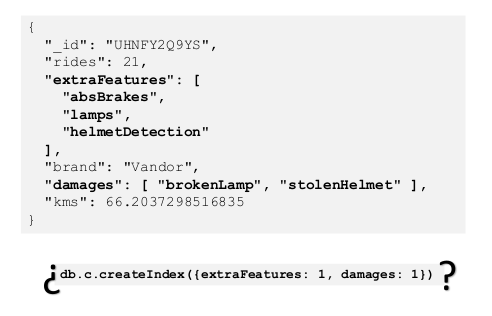 {
  "_id": "UHNFY2Q9YS",
  "rides": 21,
  "extraFeatures": [
    "absBrakes",
    "lamps",
    "helmetDetection"
  ],
  "brand": "Vandor",
  "damages": [ "brokenLamp", "stolenHelmet" ],
  "kms": 66.2037298516835
}
¿db.c.createIndex({extraFeatures: 1, damages: 1})?